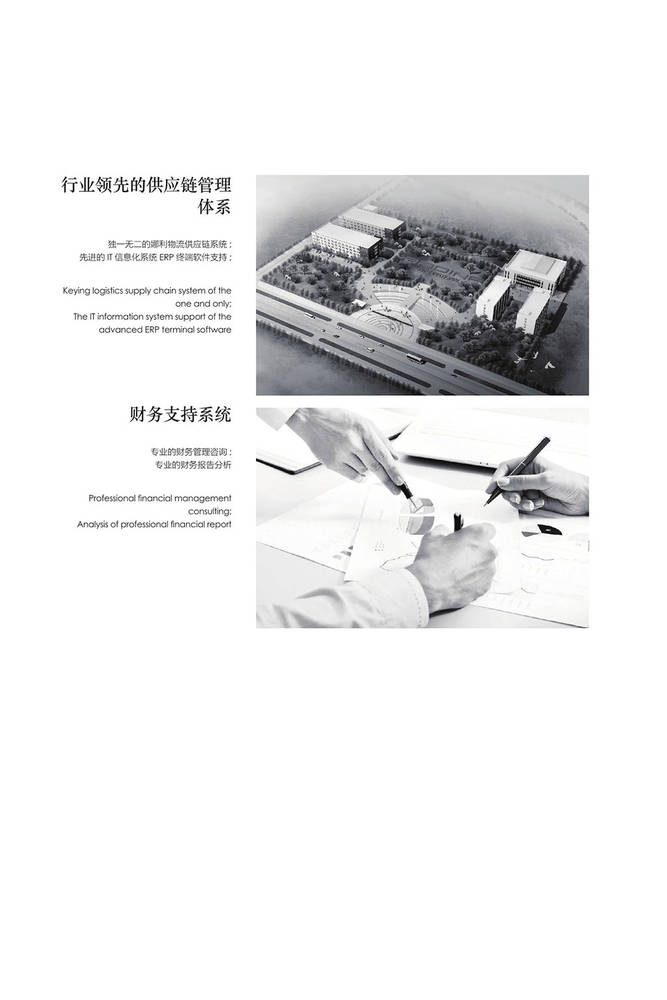 行业领先的供应链管理
体系
独一无二的娜利物流供应链系统；
先进的 IT 信息化系统 ERP 终端软件支持；
Keying logistics supply chain system of the
one and only;
The IT information system support of the
advanced ERP terminal software
财务支持系统
专业的财务管理咨询；
专业的财务报告分析
Professional financial management
consulting;
Analysis of professional financial report